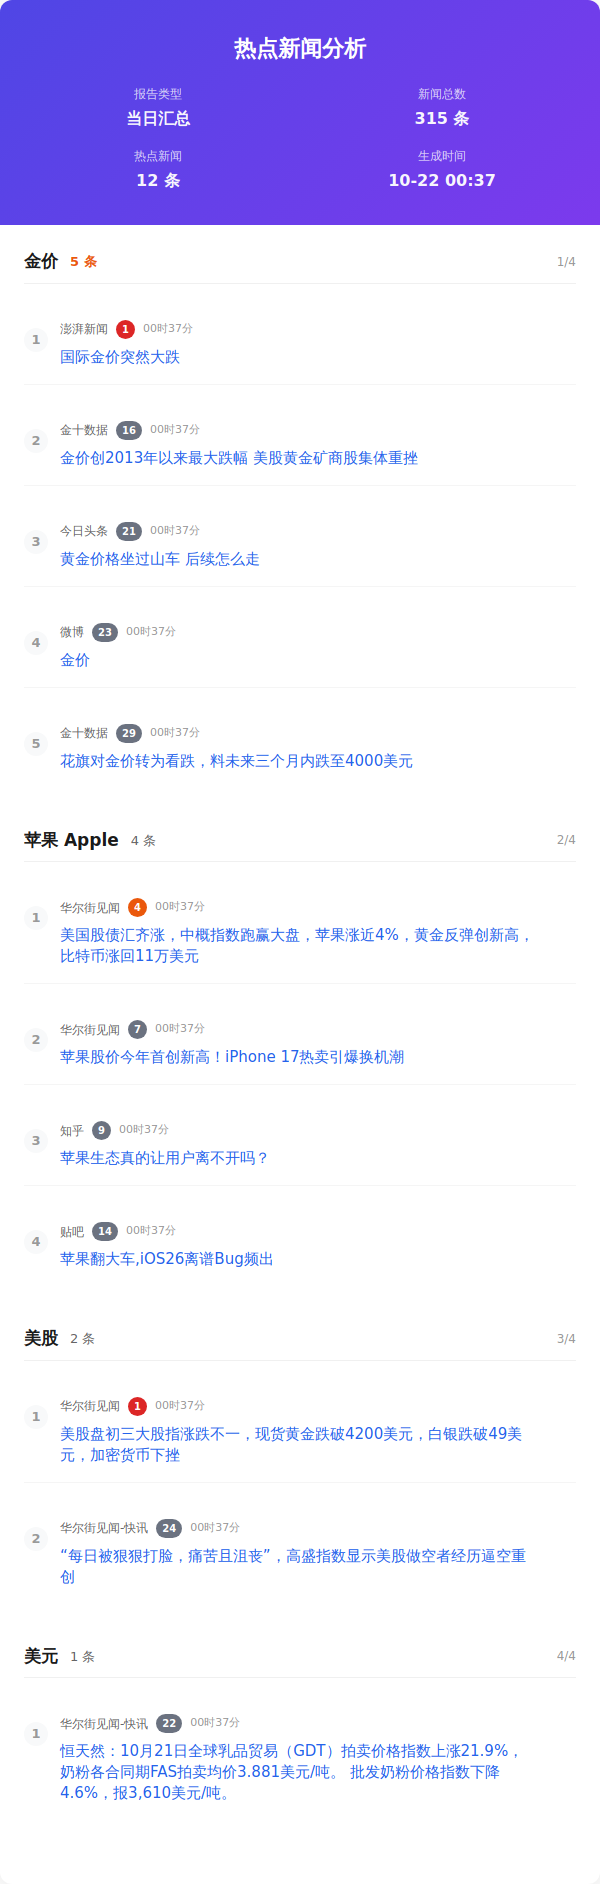 热点新闻分析
报告类型
当日汇总
新闻总数
315 条
热点新闻
12 条
生成时间
10-22 00:37
金价 5 条 1/4
1 澎湃新闻 1 00时37分
国际金价突然大跌
2 金十数据 16 00时37分
金价创2013年以来最大跌幅 美股黄金矿商股集体重挫
3 今日头条 21 00时37分
黄金价格坐过山车 后续怎么走
4 微博 23 00时37分
金价
5 金十数据 29 00时37分
花旗对金价转为看跌，料未来三个月内跌至4000美元
苹果 Apple 4 条 2/4
1 华尔街见闻 4 00时37分
美国股债汇齐涨，中概指数跑赢大盘，苹果涨近4%，黄金反弹创新高，
比特币涨回11万美元
2 华尔街见闻 7 00时37分
苹果股价今年首创新高！iPhone 17热卖引爆换机潮
3 知乎 9 00时37分
苹果生态真的让用户离不开吗？
4 贴吧 14 00时37分
苹果翻大车,iOS26离谱Bug频出
美股 2 条 3/4
1 华尔街见闻 1 00时37分
美股盘初三大股指涨跌不一，现货黄金跌破4200美元，白银跌破49美
元，加密货币下挫
2 华尔街见闻-快讯 24 00时37分
“每日被狠狠打脸，痛苦且沮丧”，高盛指数显示美股做空者经历逼空重
创
美元 1 条 4/4
1 华尔街见闻-快讯 22 00时37分
恒天然：10月21日全球乳品贸易（GDT）拍卖价格指数上涨21.9%，
奶粉各合同期FAS拍卖均价3.881美元/吨。 批发奶粉价格指数下降
4.6%，报3,610美元/吨。